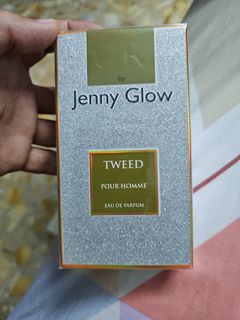 by
Jenny Glow
TWEED
POUR HOMME
EAU DE PARFUM